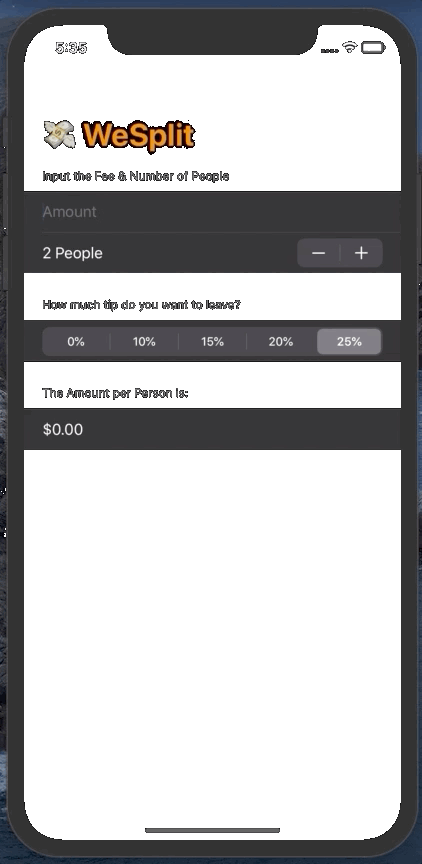 5:35
💸 WeSplit
Input the Fee & Number of People
Amount
2 People − +
How much tip do you want to leave?
0% 10% 15% 20% 25%
The Amount per Person is:
$0.00